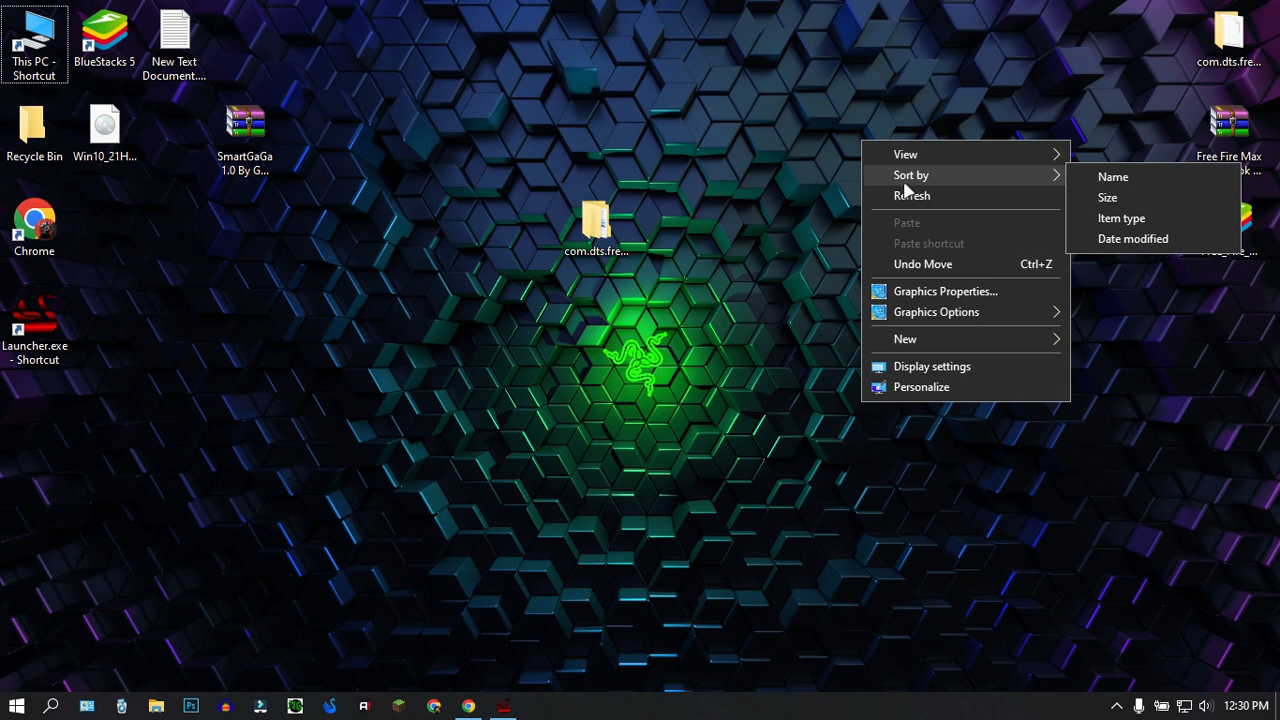 This PC -
Shortcut
BlueStacks 5
New Text
Document....
com.dts.fre...
Recycle Bin
Win10_21H...
SmartGaGa
1.0 By G...
Free Fire Max
Chrome
com.dts.fre...
Launcher.exe
- Shortcut
View
Sort by
Refresh
Paste
Paste shortcut
Undo Move Ctrl+Z
Graphics Properties...
Graphics Options
New
Display settings
Personalize
Name
Size
Item type
Date modified
Ps
12:30 PM